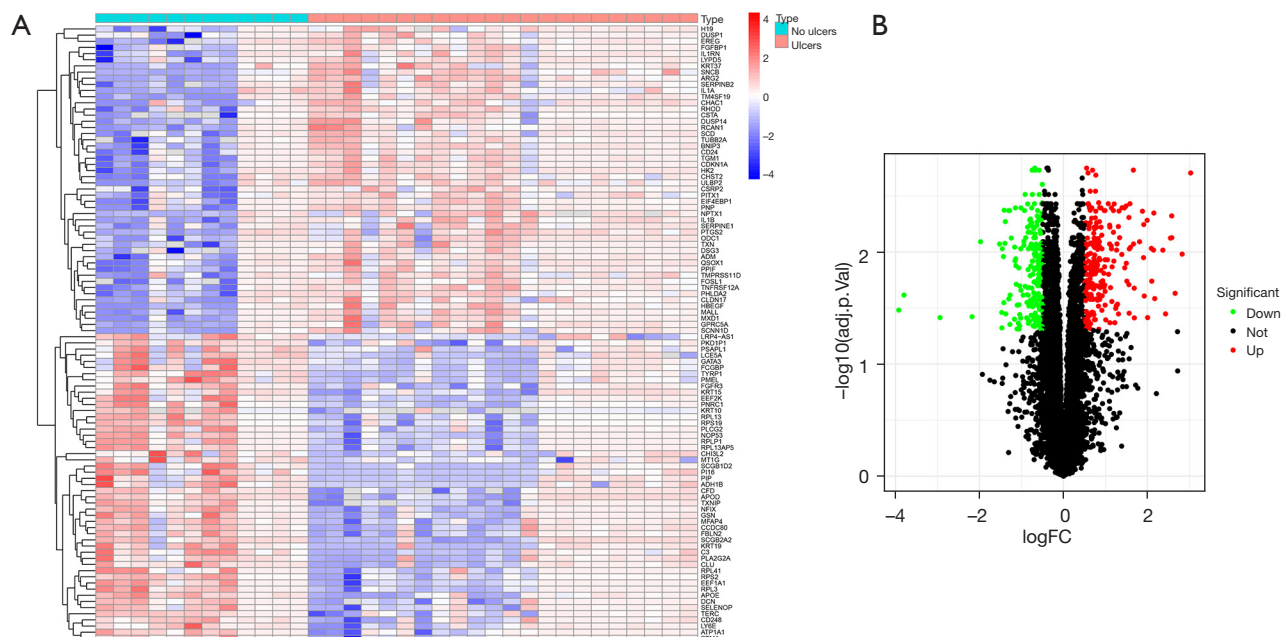 A
Type
H19
DUSP1
EREG
FGFBP1
IL1RN
LYPD5
KRT37
SNCB
ARG2
SERPINB2
IL1A
TM4SF19
CHAC1
RHOD
CSTA
DUSP14
RCAN1
SCD
TUBB2A
BNIP3
CD24
TGM1
CDKN1A
HK2
CHST2
ULBP2
CSRP2
PITX1
EIF4EBP1
PNP
NPTX1
IL1B
SERPINE1
PTGS2
ODC1
TXN
DSG3
ADM
QSOX1
PPIF
TMPRSS11D
FOSL1
TNFRSF12A
PHLDA2
CLDN17
HBEGF
MALL
MXD1
GPRC5A
SCNN1D
LRP4−AS1
PKD1P1
PSAPL1
LCE5A
GATA3
FCGBP
TYRP1
PMEL
FGFR3
KRT15
EEF2K
PNRC1
KRT10
RPL13
RPS19
PLCG2
NOP53
RPLP1
RPL13AP5
CHI3L2
MT1G
SCGB1D2
PI16
PIP
ADH1B
CFD
APOD
TXNIP
NFIX
GSN
MFAP4
CCDC80
FBLN2
SCGB2A2
KRT19
C3
PLA2G2A
CLU
RPL41
RPS2
EEF1A1
RPL3
APOE
DCN
SELENOP
TERC
CD248
LY6E
ATP1A1
4
2
0
−2
−4
Type
No ulcers
Ulcers
B
−log10(adj.p.Val)
2
1
0
−4
−2
0
2
logFC
Significant
Down
Not
Up